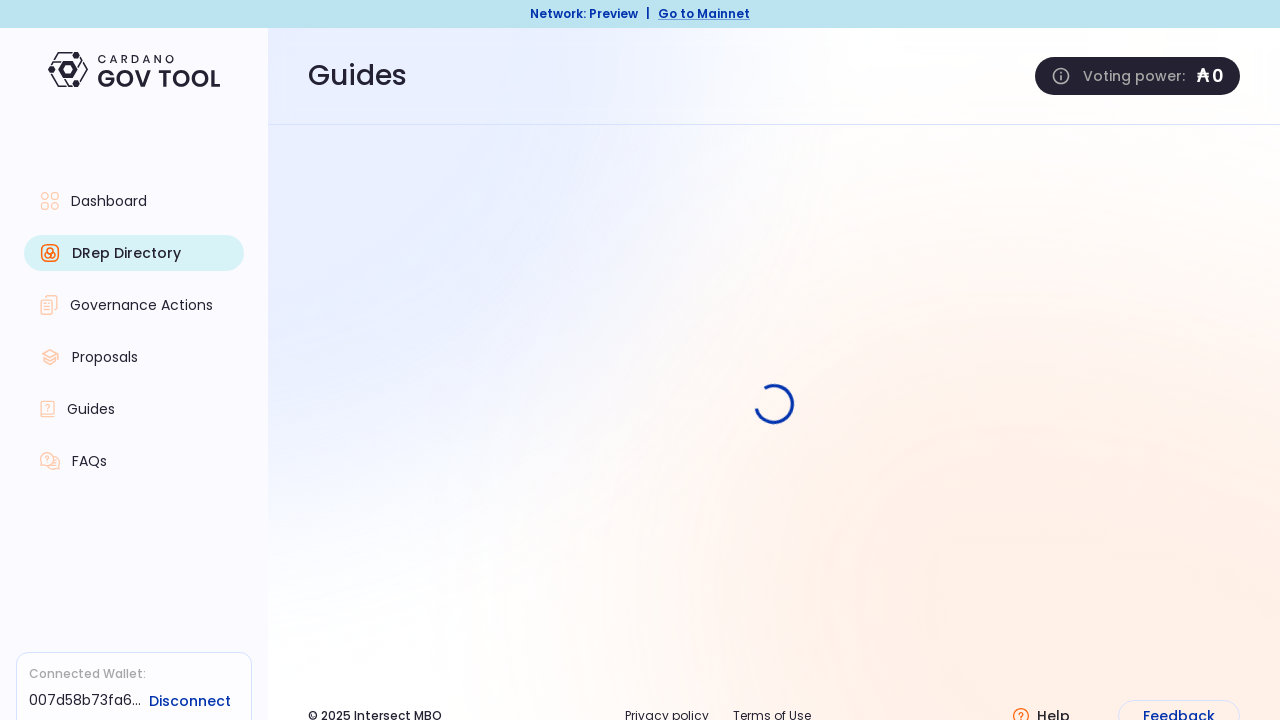 Network: Preview | Go to Mainnet
CARDANO
GOV TOOL
Guides
Voting power: ₳0
Dashboard
DRep Directory
Governance Actions
Proposals
Guides
FAQs
Connected Wallet:
007d58b73fa6... Disconnect
© 2025 Intersect MBO
Privacy policy
Terms of Use
Help
Feedback